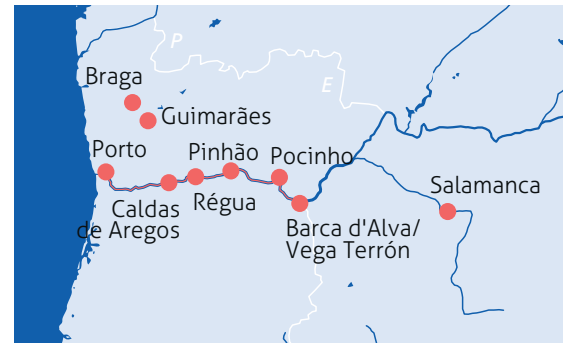 P
E
Braga
Guimarães
Porto
Pinhão
Pocinho
Caldas
de Aregos
Régua
Salamanca
Barca d'Alva/
Vega Terrón